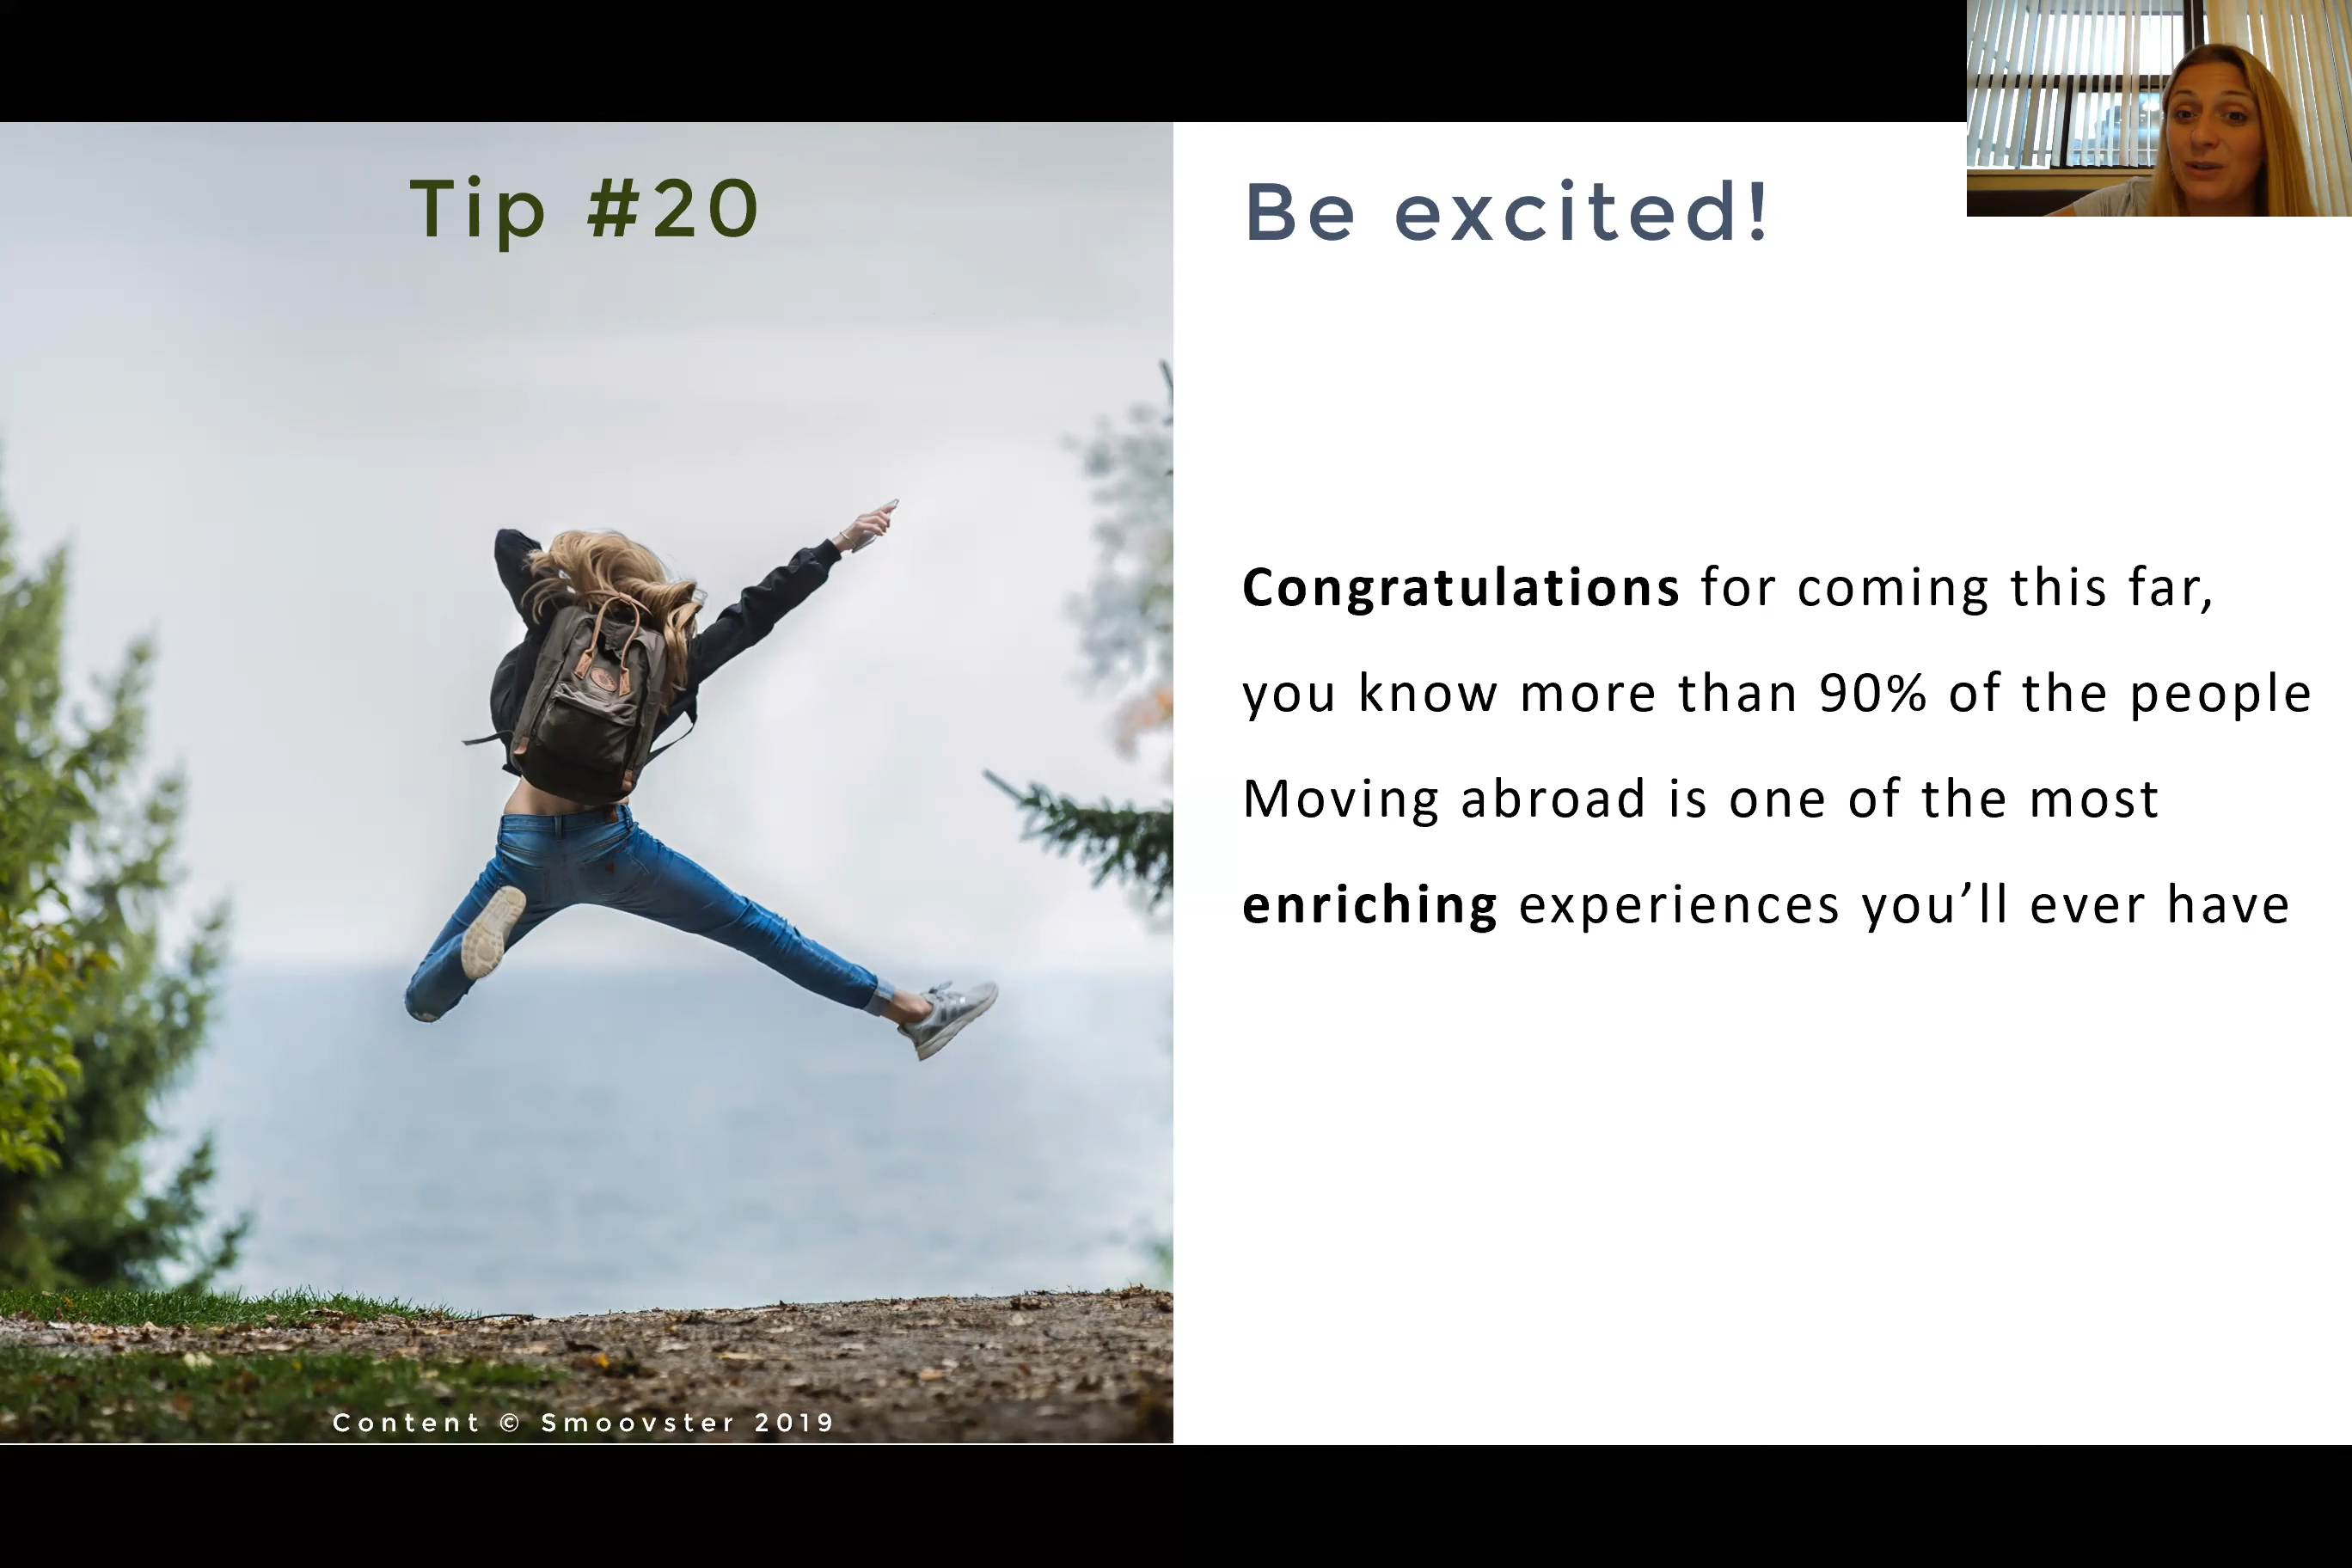 Tip #20
Be excited!
Congratulations for coming this far,
you know more than 90% of the people
Moving abroad is one of the most
enriching experiences you’ll ever have
Content © Smoovster 2019